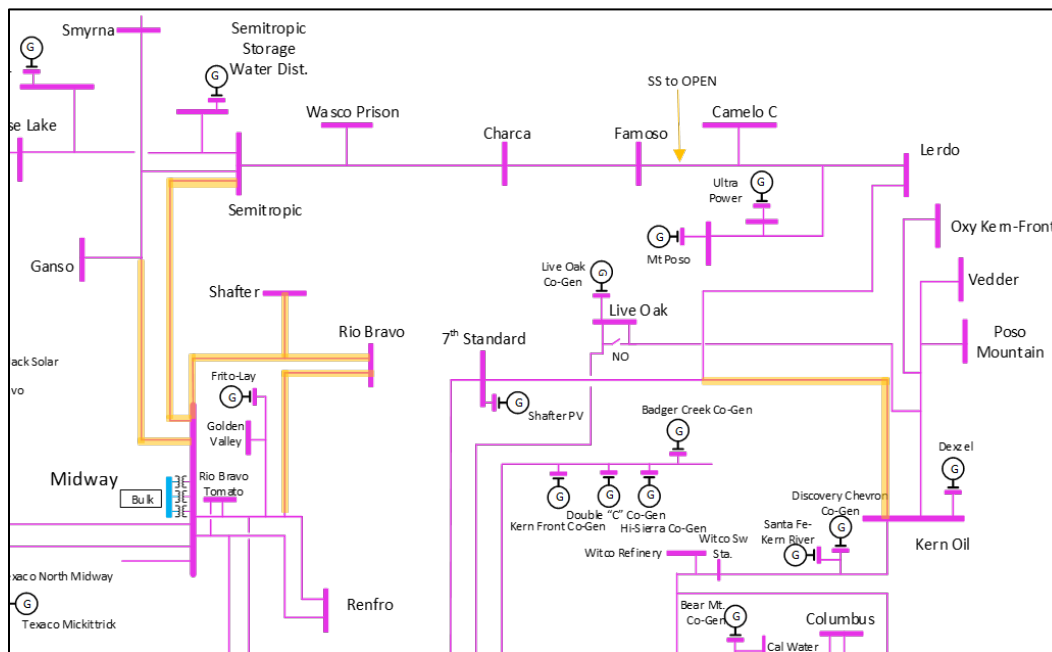 Smyrna
G
Semitropic
Storage
Water Dist.
G
se Lake
Wasco Prison
Charca
Famoso
SS to OPEN
Camelo C
Lerdo
Semitropic
Ultra
Power
G
G
Mt Poso
Oxy Kern-Front
Ganso
Shafter
Live Oak
Co-Gen
G
Live Oak
NO
Vedder
Rio Bravo
7th Standard
Poso
Mountain
ack Solar
vo
Frito-Lay
G
G
Shafter PV
Golden
Valley
Badger Creek Co-Gen
G
Midway
Bulk
Rio Bravo
Tomato
G
G
G
Kern Front Co-Gen
Double "C" Co-Gen
Hi-Sierra Co-Gen
Dexzel
G
Discovery Chevron
Co-Gen
G
Santa Fe-
Kern River
G
Kern Oil
Witco Refinery
Witco Sw
Sta.
exaco North Midway
G
Texaco Mickittrick
Renfro
Bear Mt.
Co-Gen
G
Cal Water
Columbus